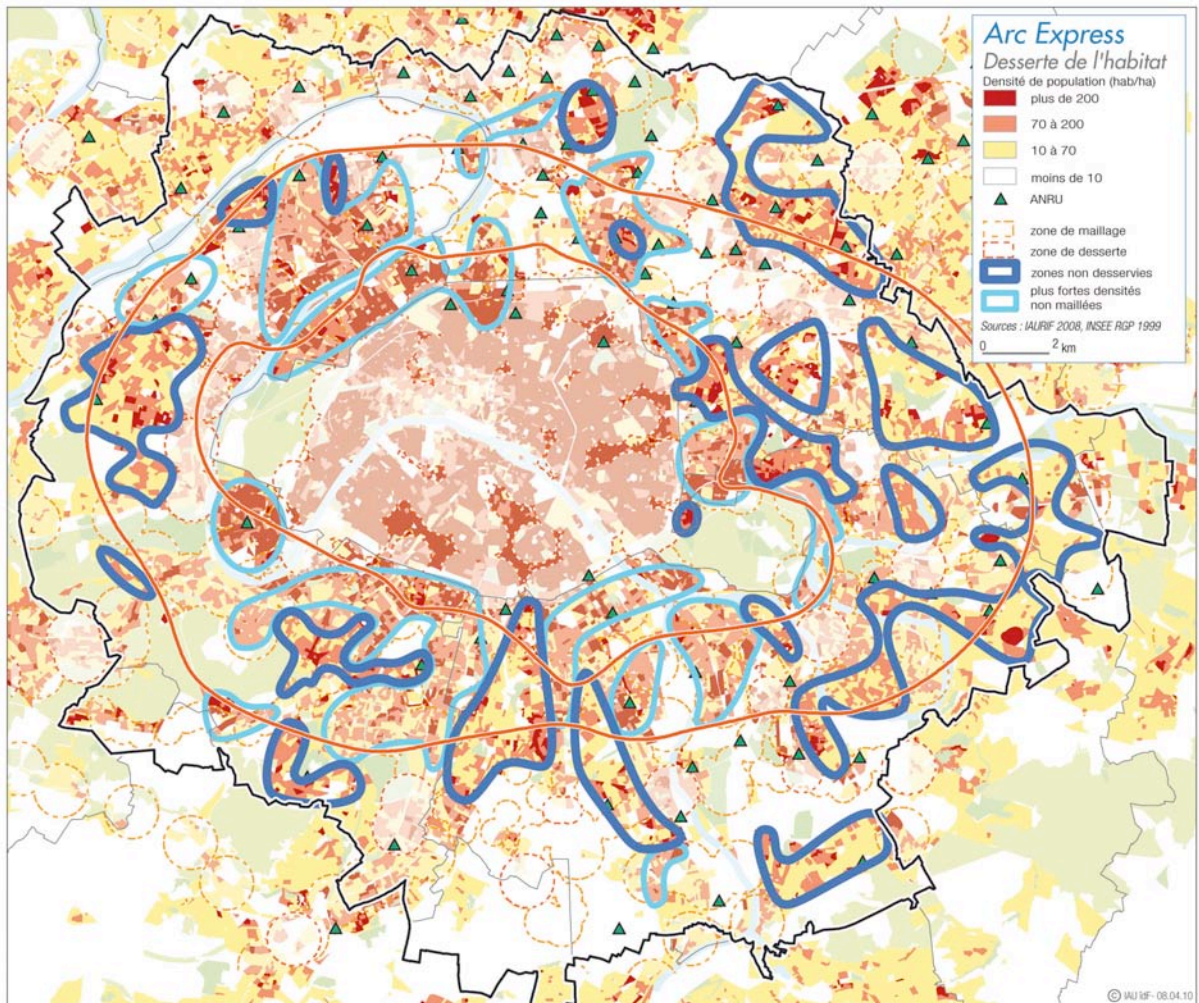 Arc Express
Desserte de l'habitat
Densité de population (hab/ha)
plus de 200
70 à 200
10 à 70
moins de 10
ANRU
zone de maillage
zone de desserte
zones non desservies
plus fortes densités
non maillées
Sources : IAURIF 2008, INSEE RGP 1999
0 2 km
© IAU îdF - 08.04.10